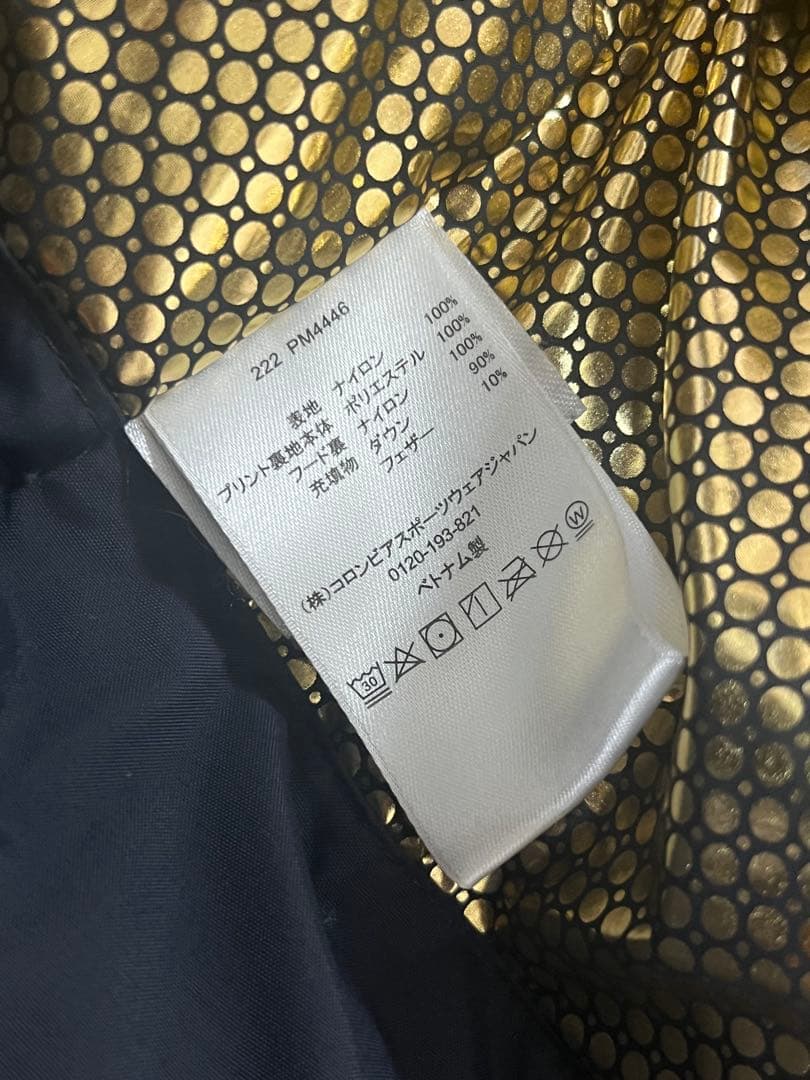 222 PM4446
表地 ナイロン 100%
プリント裏地本体 ポリエステル 100%
フード裏 ナイロン 100%
充填物 ダウン 90%
フェザー 10%
(株)コロンビアスポーツウェアジャパン
0120-193-821
ベトナム製
30 W